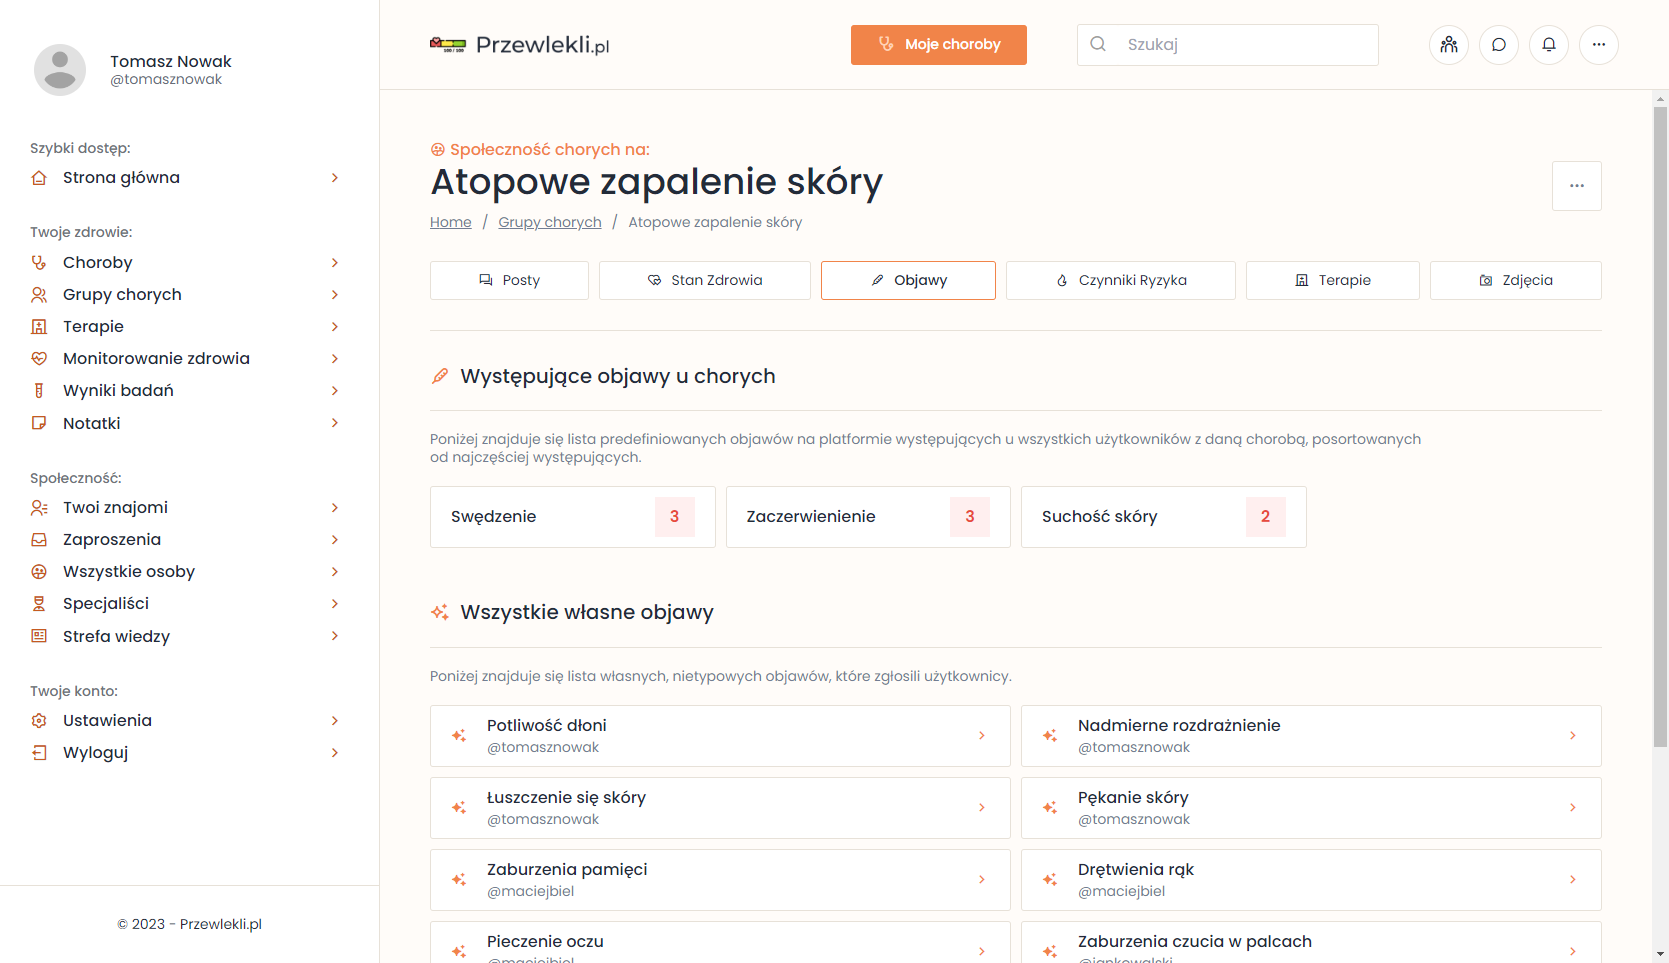 Tomasz Nowak
@tomasznowak
Szybki dostęp:
Strona główna
Twoje zdrowie:
Choroby
Grupy chorych
Terapie
Monitorowanie zdrowia
Wyniki badań
Notatki
Społeczność:
Twoi znajomi
Zaproszenia
Wszystkie osoby
Specjaliści
Strefa wiedzy
Twoje konto:
Ustawienia
Wyloguj
© 2023 - Przewlekli.pl
100 / 100
Przewlekli.pl
Moje choroby
Szukaj
Społeczność chorych na:
Atopowe zapalenie skóry
Home / Grupy chorych / Atopowe zapalenie skóry
Posty
Stan Zdrowia
Objawy
Czynniki Ryzyka
Terapie
Zdjęcia
Występujące objawy u chorych
Poniżej znajduje się lista predefiniowanych objawów na platformie występujących u wszystkich użytkowników z daną chorobą, posortowanych
od najczęściej występujących.
Swędzenie 3
Zaczerwienienie 3
Suchość skóry 2
Wszystkie własne objawy
Poniżej znajduje się lista własnych, nietypowych objawów, które zgłosili użytkownicy.
Potliwość dłoni
@tomasznowak
Nadmierne rozdrażnienie
@tomasznowak
Łuszczenie się skóry
@tomasznowak
Pękanie skóry
@tomasznowak
Zaburzenia pamięci
@maciejbiel
Drętwienia rąk
@maciejbiel
Pieczenie oczu
@maciejbiel
Zaburzenia czucia w palcach
@jankowalski